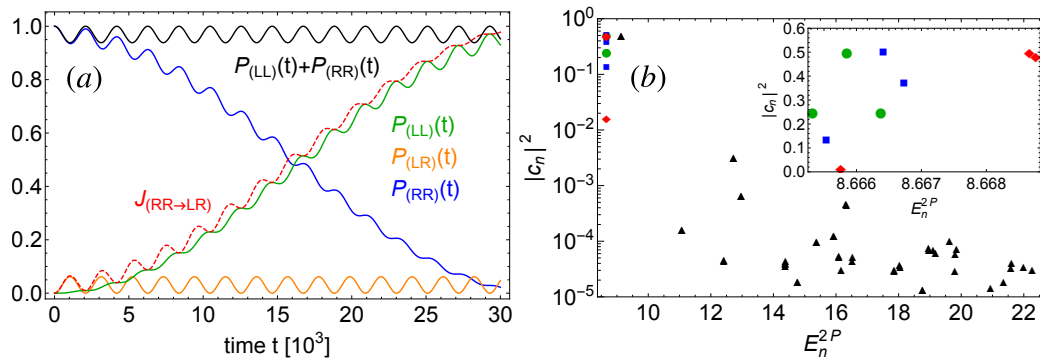 (a)
P(LL)(t)+P(RR)(t)
P(LL)(t)
P(LR)(t)
P(RR)(t)
J(RR→LR)
1.0
0.8
0.6
0.4
0.2
0.0
0 5 10 15 20 25 30
time t [10³]
(b)
|cₙ|²
10⁰
10⁻¹
10⁻²
10⁻³
10⁻⁴
10⁻⁵
10 12 14 16 18 20 22
Eₙ²ᴾ
|cₙ|²
0.6
0.5
0.4
0.3
0.2
0.1
0.0
8.666 8.667 8.668
Eₙ²ᴾ